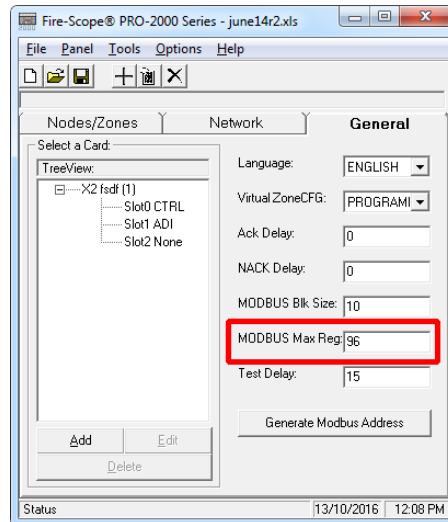 Fire-Scope® PRO-2000 Series - june14r2.xls
File Panel Tools Options Help
Nodes/Zones Network General
Select a Card:
TreeView:
X2 fsdf (1)
Slot0 CTRL
Slot1 ADI
Slot2 None
Add Edit
Delete
Language: ENGLISH
Virtual ZoneCFG: PROGRAMI
Ack Delay: 0
NACK Delay: 0
MODBUS Blk Size: 10
MODBUS Max Reg: 96
Test Delay: 15
Generate Modbus Address
Status 13/10/2016 12:08 PM